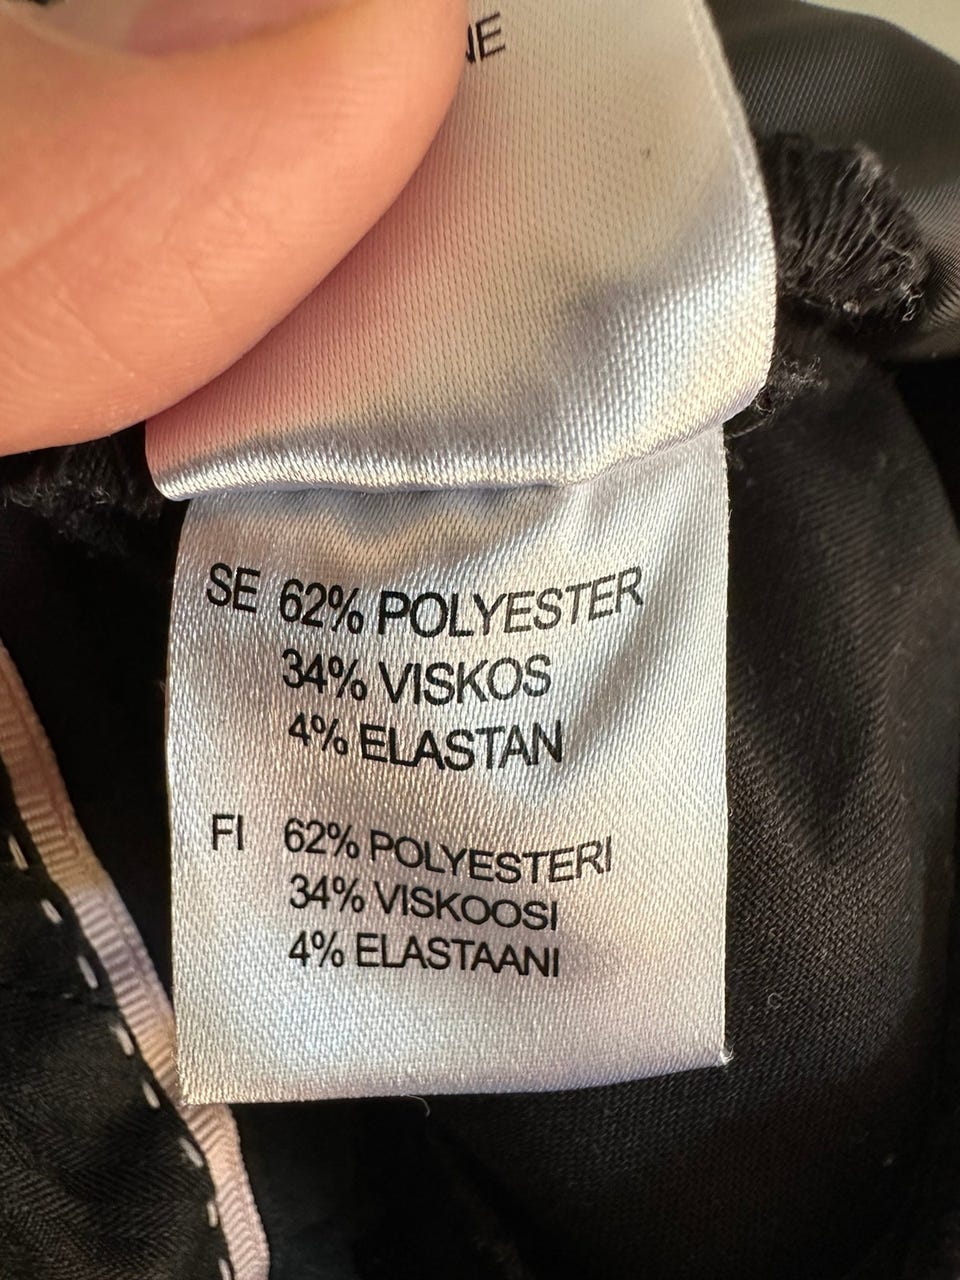 SE 62% POLYESTER
34% VISKOS
4% ELASTAN
FI 62% POLYESTERI
34% VISKOOSI
4% ELASTAANI